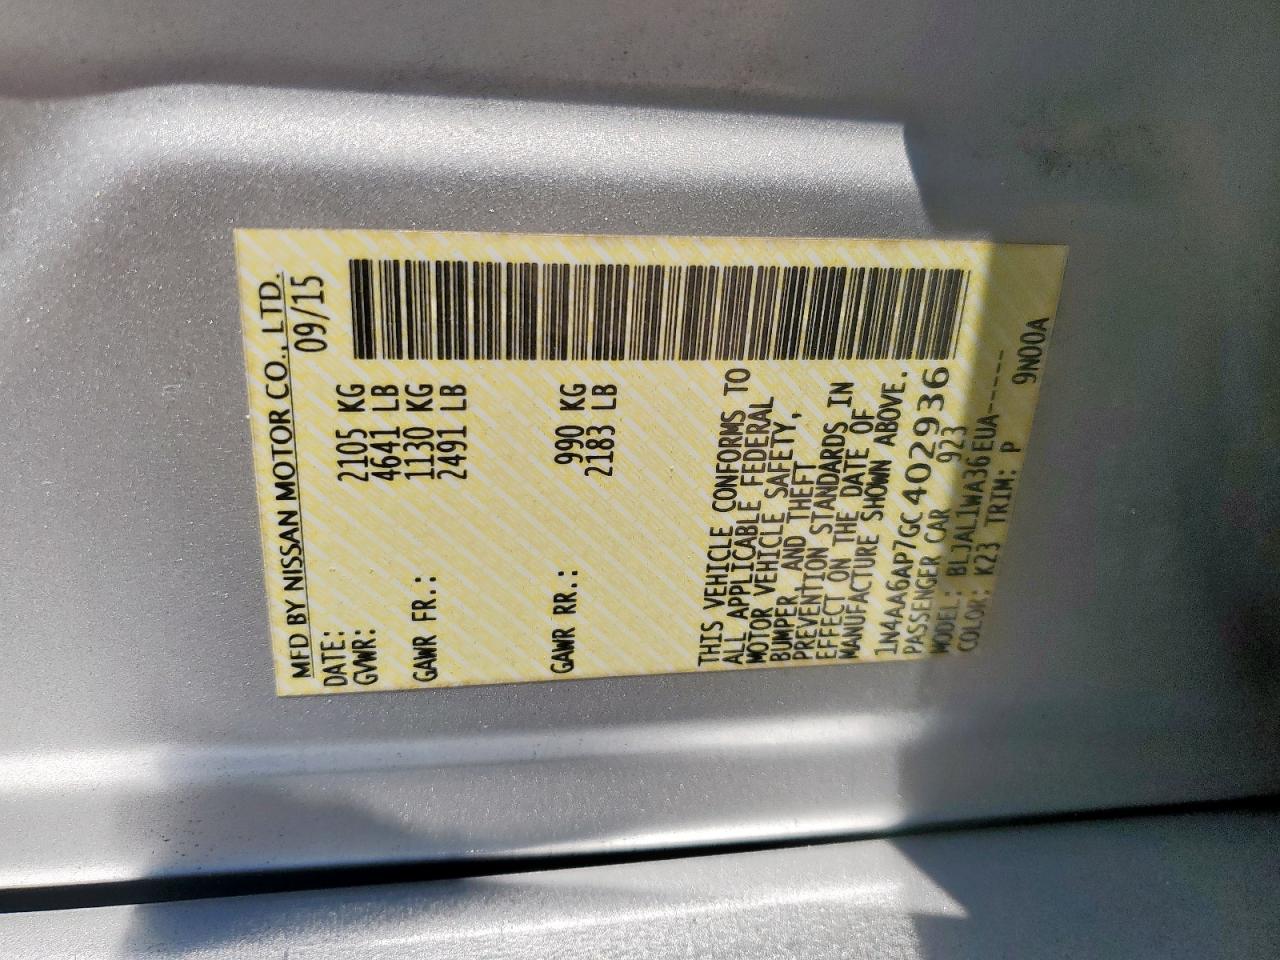 MFD BY NISSAN MOTOR CO., LTD.
DATE: 09/15
GVWR: 2105 KG
4641 LB
GAWR FR.: 1130 KG
2491 LB
GAWR RR.: 990 KG
2183 LB
THIS VEHICLE CONFORMS TO
ALL APPLICABLE FEDERAL
MOTOR VEHICLE SAFETY,
BUMPER, AND THEFT
PREVENTION STANDARDS IN
EFFECT ON THE DATE OF
MANUFACTURE SHOWN ABOVE.
1N4AA6AP7GC402936
PASSENGER CAR 923
MODEL: BLJAL1WA36EUA-----
COLOR: K23 TRIM: P 9N00A